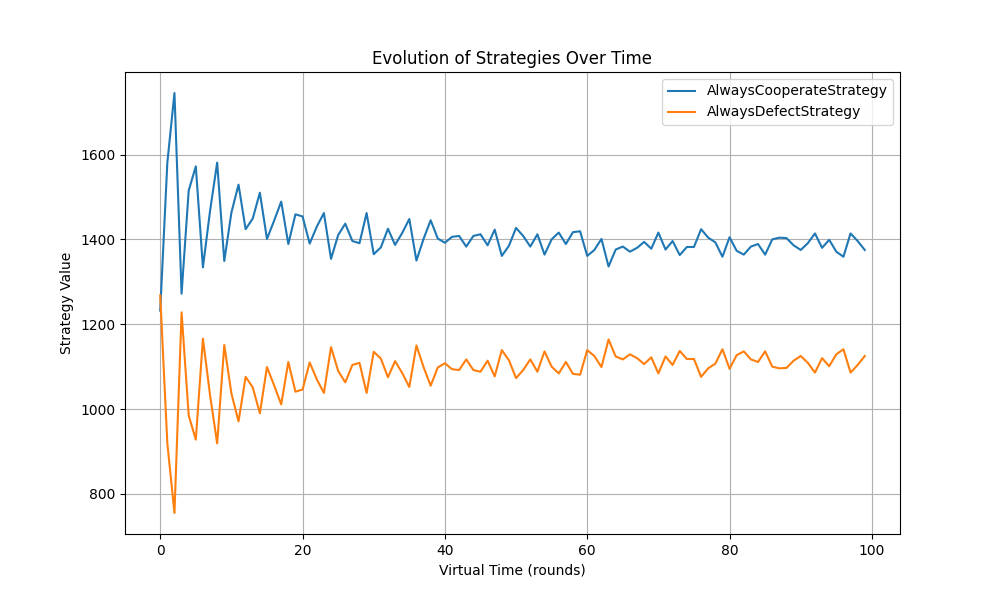 Evolution of Strategies Over Time
AlwaysCooperateStrategy
AlwaysDefectStrategy
Strategy Value
1600
1400
1200
1000
800
0 20 40 60 80 100
Virtual Time (rounds)